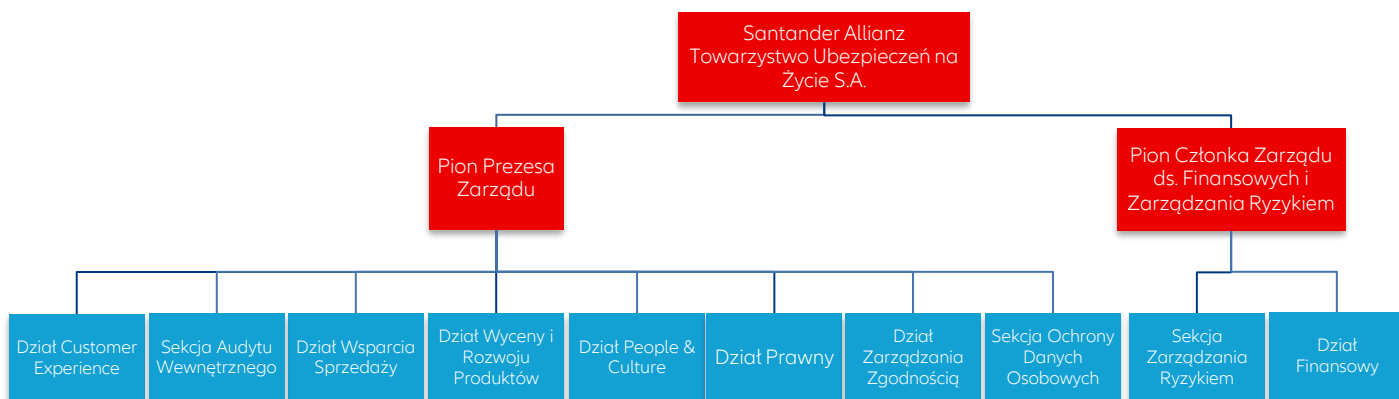 Santander Allianz
Towarzystwo Ubezpieczeń na
Życie S.A.
Pion Prezesa
Zarządu
Pion Członka Zarządu
ds. Finansowych i
Zarządzania Ryzykiem
Dział Customer
Experience
Sekcja Audytu
Wewnętrznego
Dział Wsparcia
Sprzedaży
Dział Wyceny i
Rozwoju
Produktów
Dział People &
Culture
Dział Prawny
Dział
Zarządzania
Zgodnością
Sekcja Ochrony
Danych
Osobowych
Sekcja
Zarządzania
Ryzykiem
Dział
Finansowy